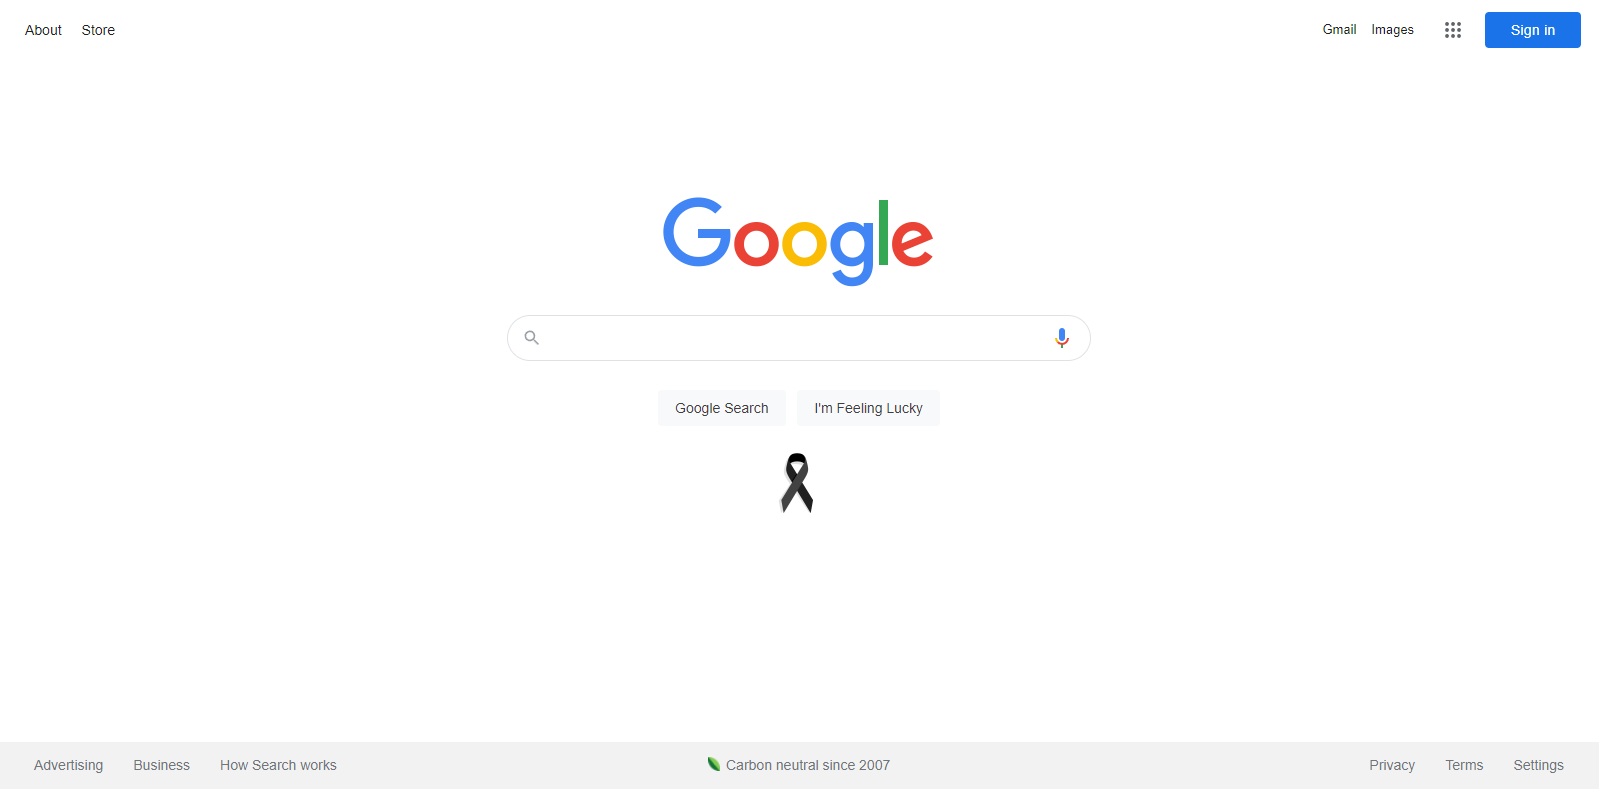 About Store
Gmail Images Sign in
Google
Google Search I'm Feeling Lucky
Advertising Business How Search works
Carbon neutral since 2007
Privacy Terms Settings